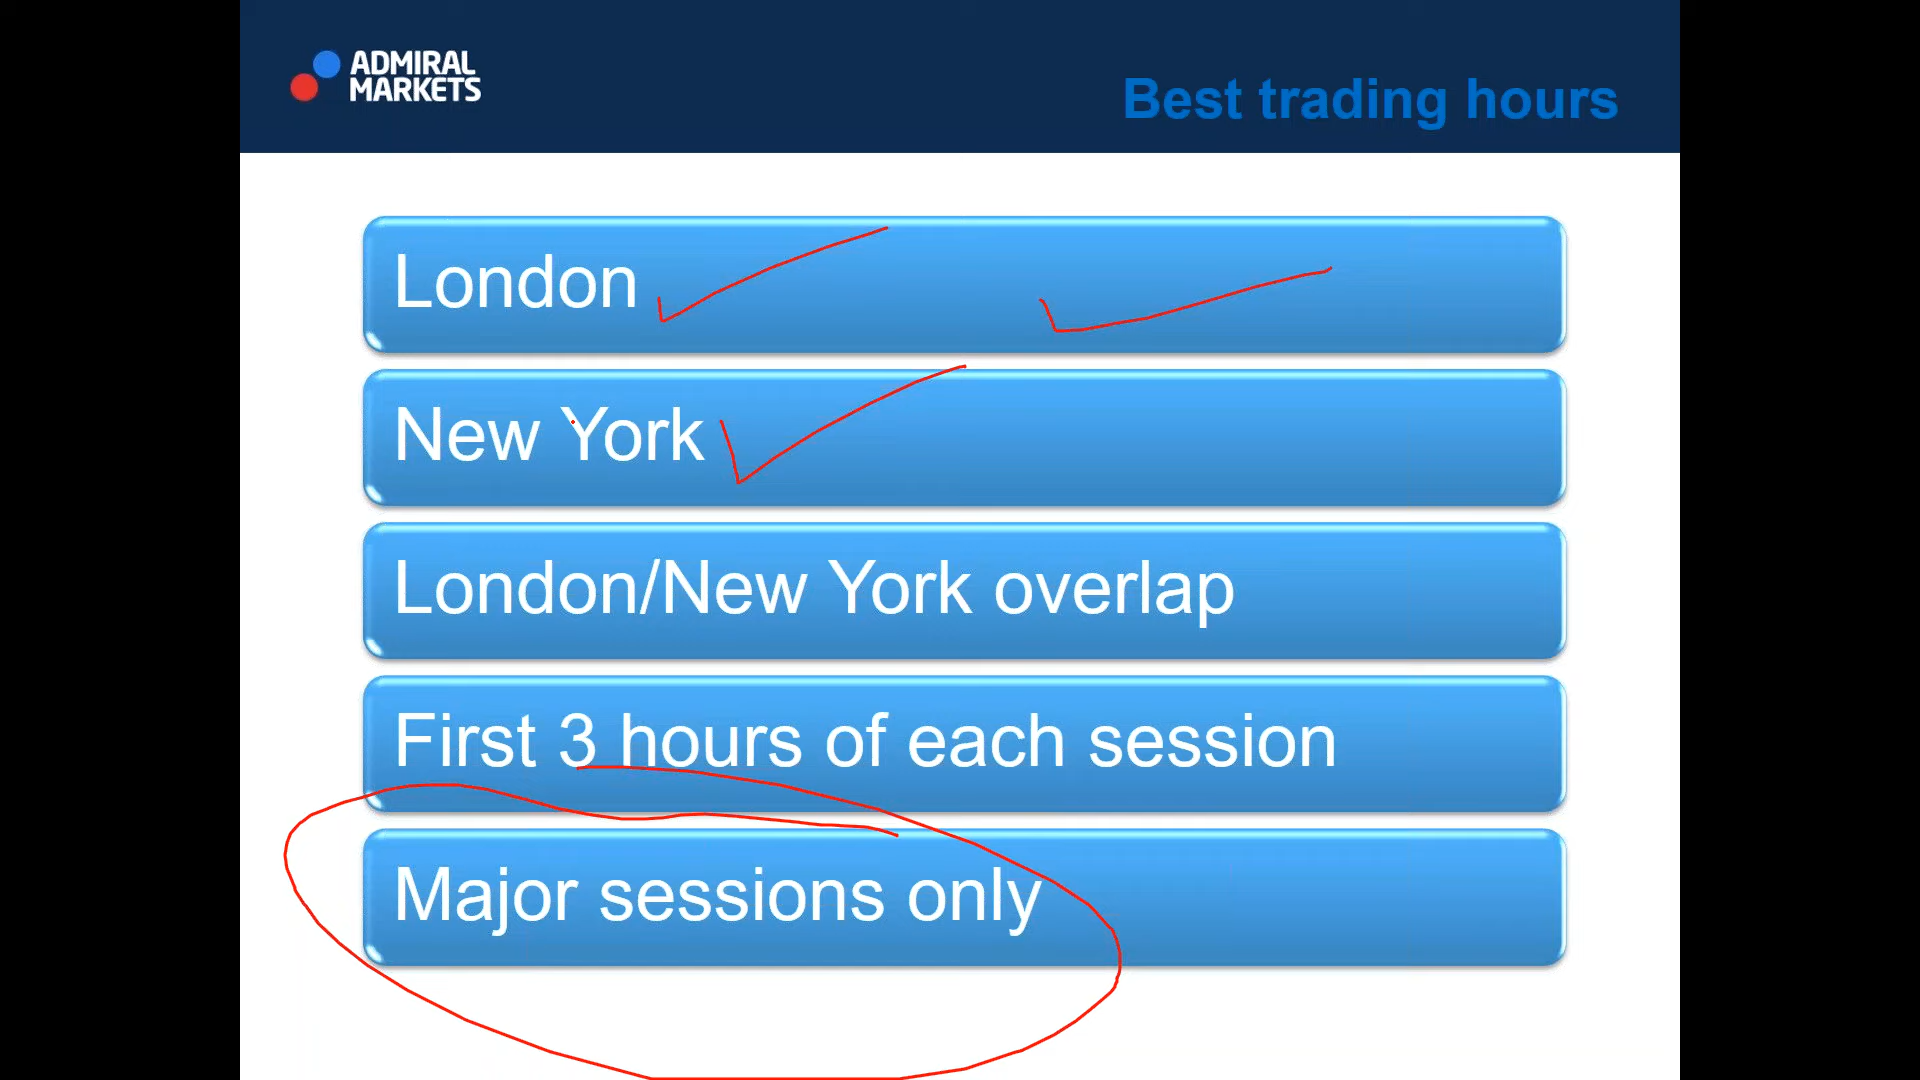 ADMIRAL
MARKETS
Best trading hours
London
New York
London/New York overlap
First 3 hours of each session
Major sessions only